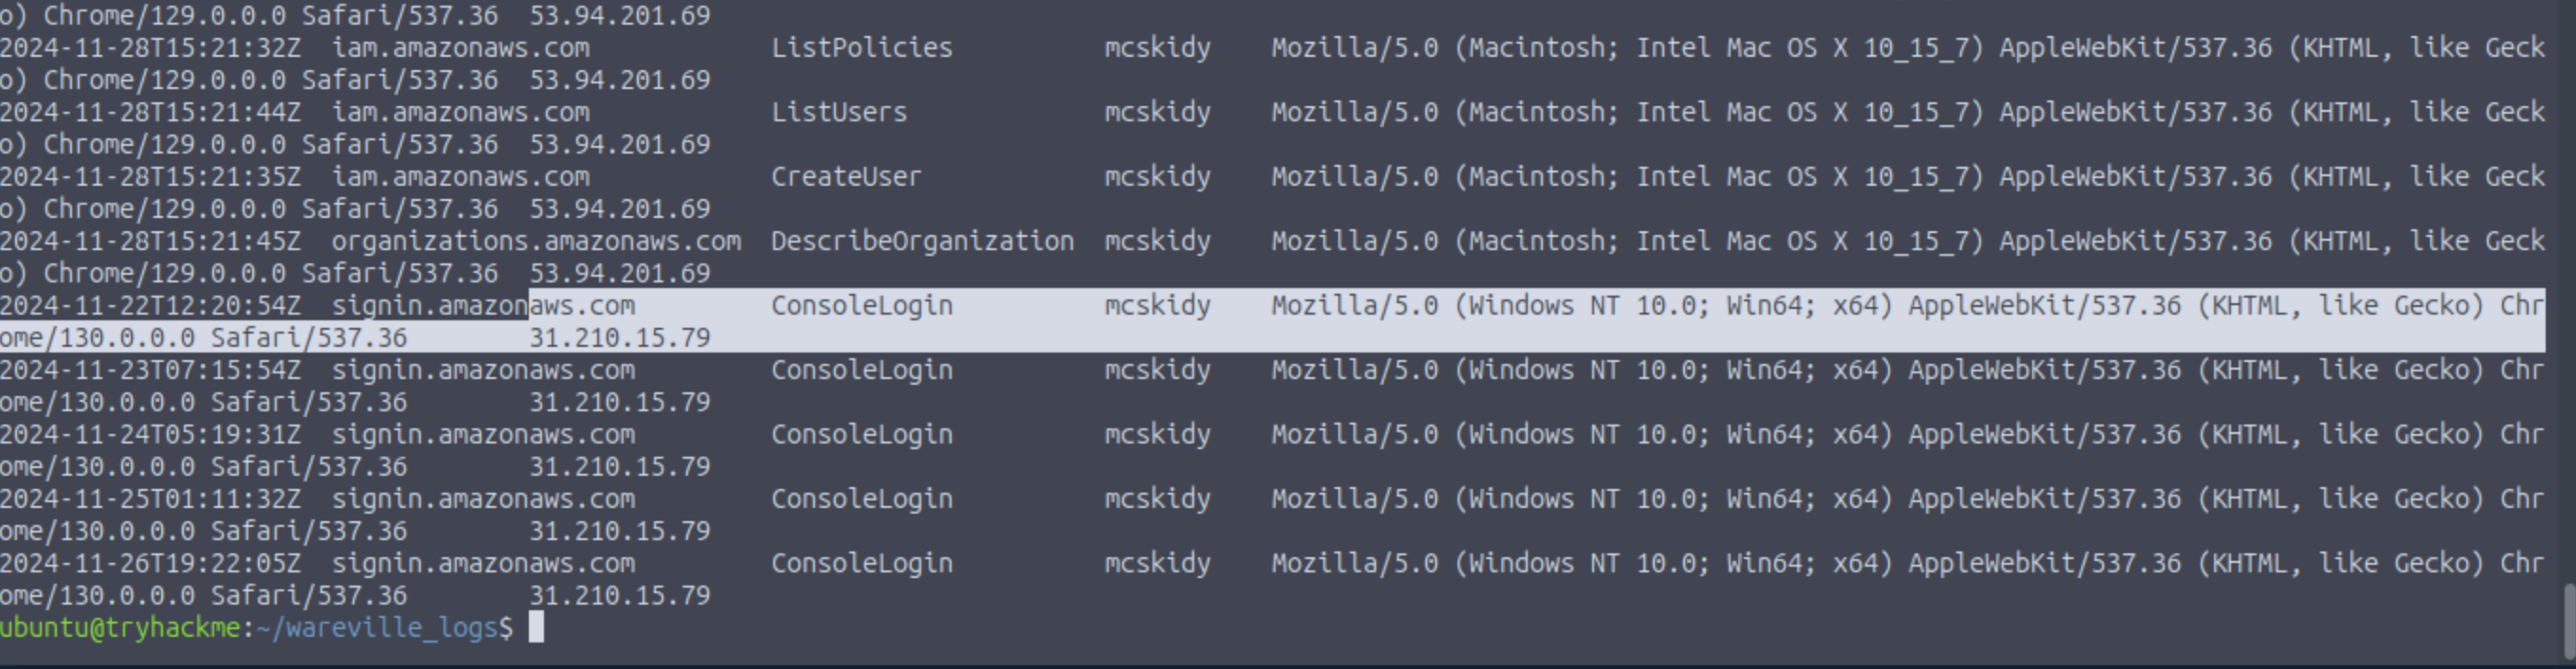 o) Chrome/129.0.0.0 Safari/537.36  53.94.201.69
2024-11-28T15:21:32Z  iam.amazonaws.com            ListPolicies          mcskidy    Mozilla/5.0 (Macintosh; Intel Mac OS X 10_15_7) AppleWebKit/537.36 (KHTML, like Geck
o) Chrome/129.0.0.0 Safari/537.36  53.94.201.69
2024-11-28T15:21:44Z  iam.amazonaws.com            ListUsers             mcskidy    Mozilla/5.0 (Macintosh; Intel Mac OS X 10_15_7) AppleWebKit/537.36 (KHTML, like Geck
o) Chrome/129.0.0.0 Safari/537.36  53.94.201.69
2024-11-28T15:21:35Z  iam.amazonaws.com            CreateUser            mcskidy    Mozilla/5.0 (Macintosh; Intel Mac OS X 10_15_7) AppleWebKit/537.36 (KHTML, like Geck
o) Chrome/129.0.0.0 Safari/537.36  53.94.201.69
2024-11-28T15:21:45Z  organizations.amazonaws.com  DescribeOrganization  mcskidy    Mozilla/5.0 (Macintosh; Intel Mac OS X 10_15_7) AppleWebKit/537.36 (KHTML, like Geck
o) Chrome/129.0.0.0 Safari/537.36  53.94.201.69
2024-11-22T12:20:54Z  signin.amazonaws.com         ConsoleLogin          mcskidy    Mozilla/5.0 (Windows NT 10.0; Win64; x64) AppleWebKit/537.36 (KHTML, like Gecko) Chr
ome/130.0.0.0 Safari/537.36        31.210.15.79
2024-11-23T07:15:54Z  signin.amazonaws.com         ConsoleLogin          mcskidy    Mozilla/5.0 (Windows NT 10.0; Win64; x64) AppleWebKit/537.36 (KHTML, like Gecko) Chr
ome/130.0.0.0 Safari/537.36        31.210.15.79
2024-11-24T05:19:31Z  signin.amazonaws.com         ConsoleLogin          mcskidy    Mozilla/5.0 (Windows NT 10.0; Win64; x64) AppleWebKit/537.36 (KHTML, like Gecko) Chr
ome/130.0.0.0 Safari/537.36        31.210.15.79
2024-11-25T01:11:32Z  signin.amazonaws.com         ConsoleLogin          mcskidy    Mozilla/5.0 (Windows NT 10.0; Win64; x64) AppleWebKit/537.36 (KHTML, like Gecko) Chr
ome/130.0.0.0 Safari/537.36        31.210.15.79
2024-11-26T19:22:05Z  signin.amazonaws.com         ConsoleLogin          mcskidy    Mozilla/5.0 (Windows NT 10.0; Win64; x64) AppleWebKit/537.36 (KHTML, like Gecko) Chr
ome/130.0.0.0 Safari/537.36        31.210.15.79
ubuntu@tryhackme:~/wareville_logs$